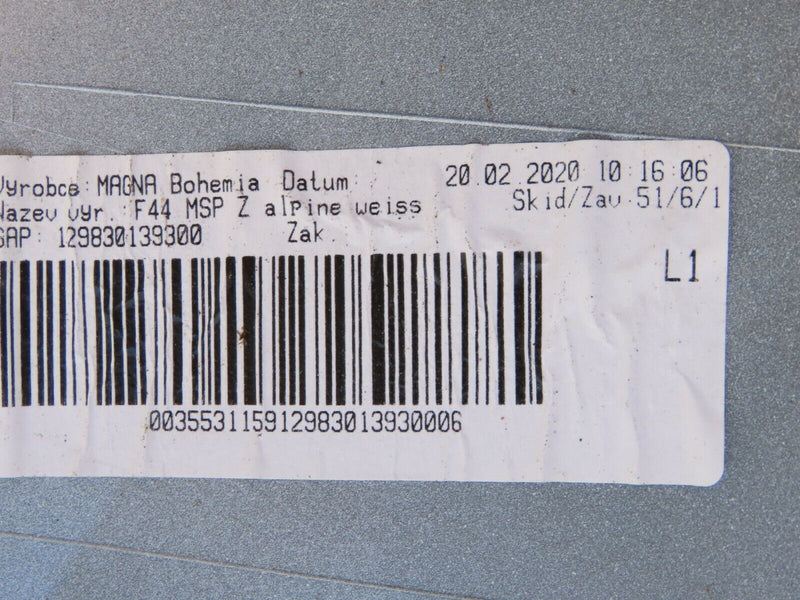 Vyrobce: MAGNA Bohemia Datum: 20.02.2020 10:16:06
Nazev vyr. F44 MSP Z alpine weiss Skid/Zav.51/6/1
SAP: 129830139300 Zak.
L1
003553115912983013930006